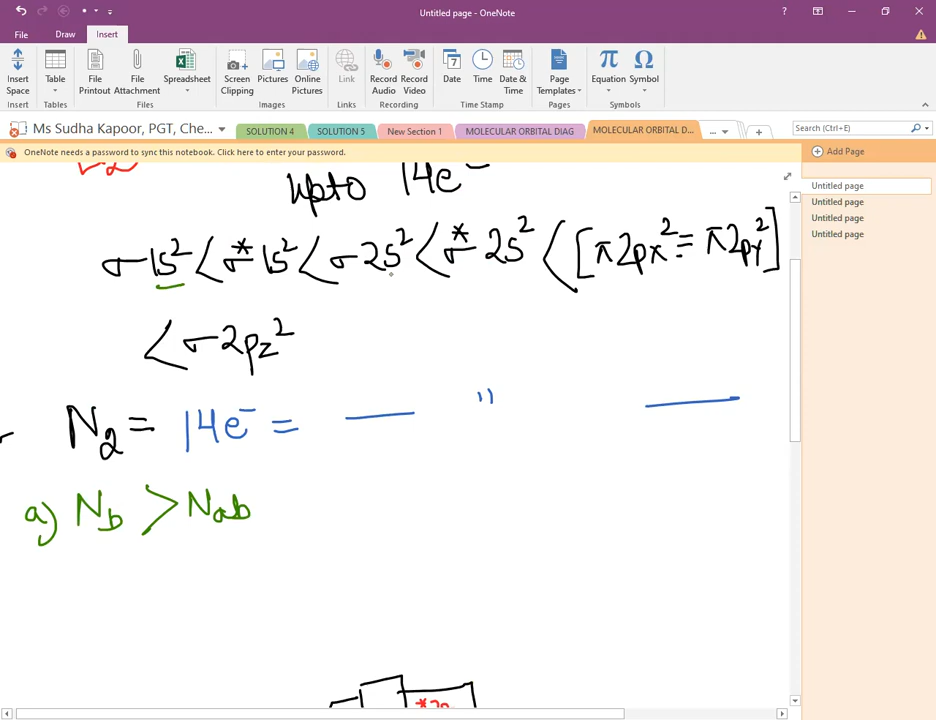 Untitled page - OneNote
File Draw Insert
Insert Space Table File Printout File Attachment Spreadsheet Screen Clipping Pictures Online Pictures Link Record Audio Record Video Date Time Date & Time Page Templates Equation Symbol
Insert Tables Files Images Links Recording Time Stamp Pages Symbols
Ms Sudha Kapoor, PGT, Che... SOLUTION 4 SOLUTION 5 New Section 1 MOLECULAR ORBITAL DIAG MOLECULAR ORBITAL D... ... Search (Ctrl+E)
OneNote needs a password to sync this notebook. Click here to enter your password.
Add Page
Untitled page
Untitled page
Untitled page
Untitled page
upto 14e⁻
σ1s² < σ*1s² < σ2s² < σ*2s² < [π2px² = π2py²]
< σ2pz²
N₂ = 14e⁻ = — " —
a) Nb > Nab